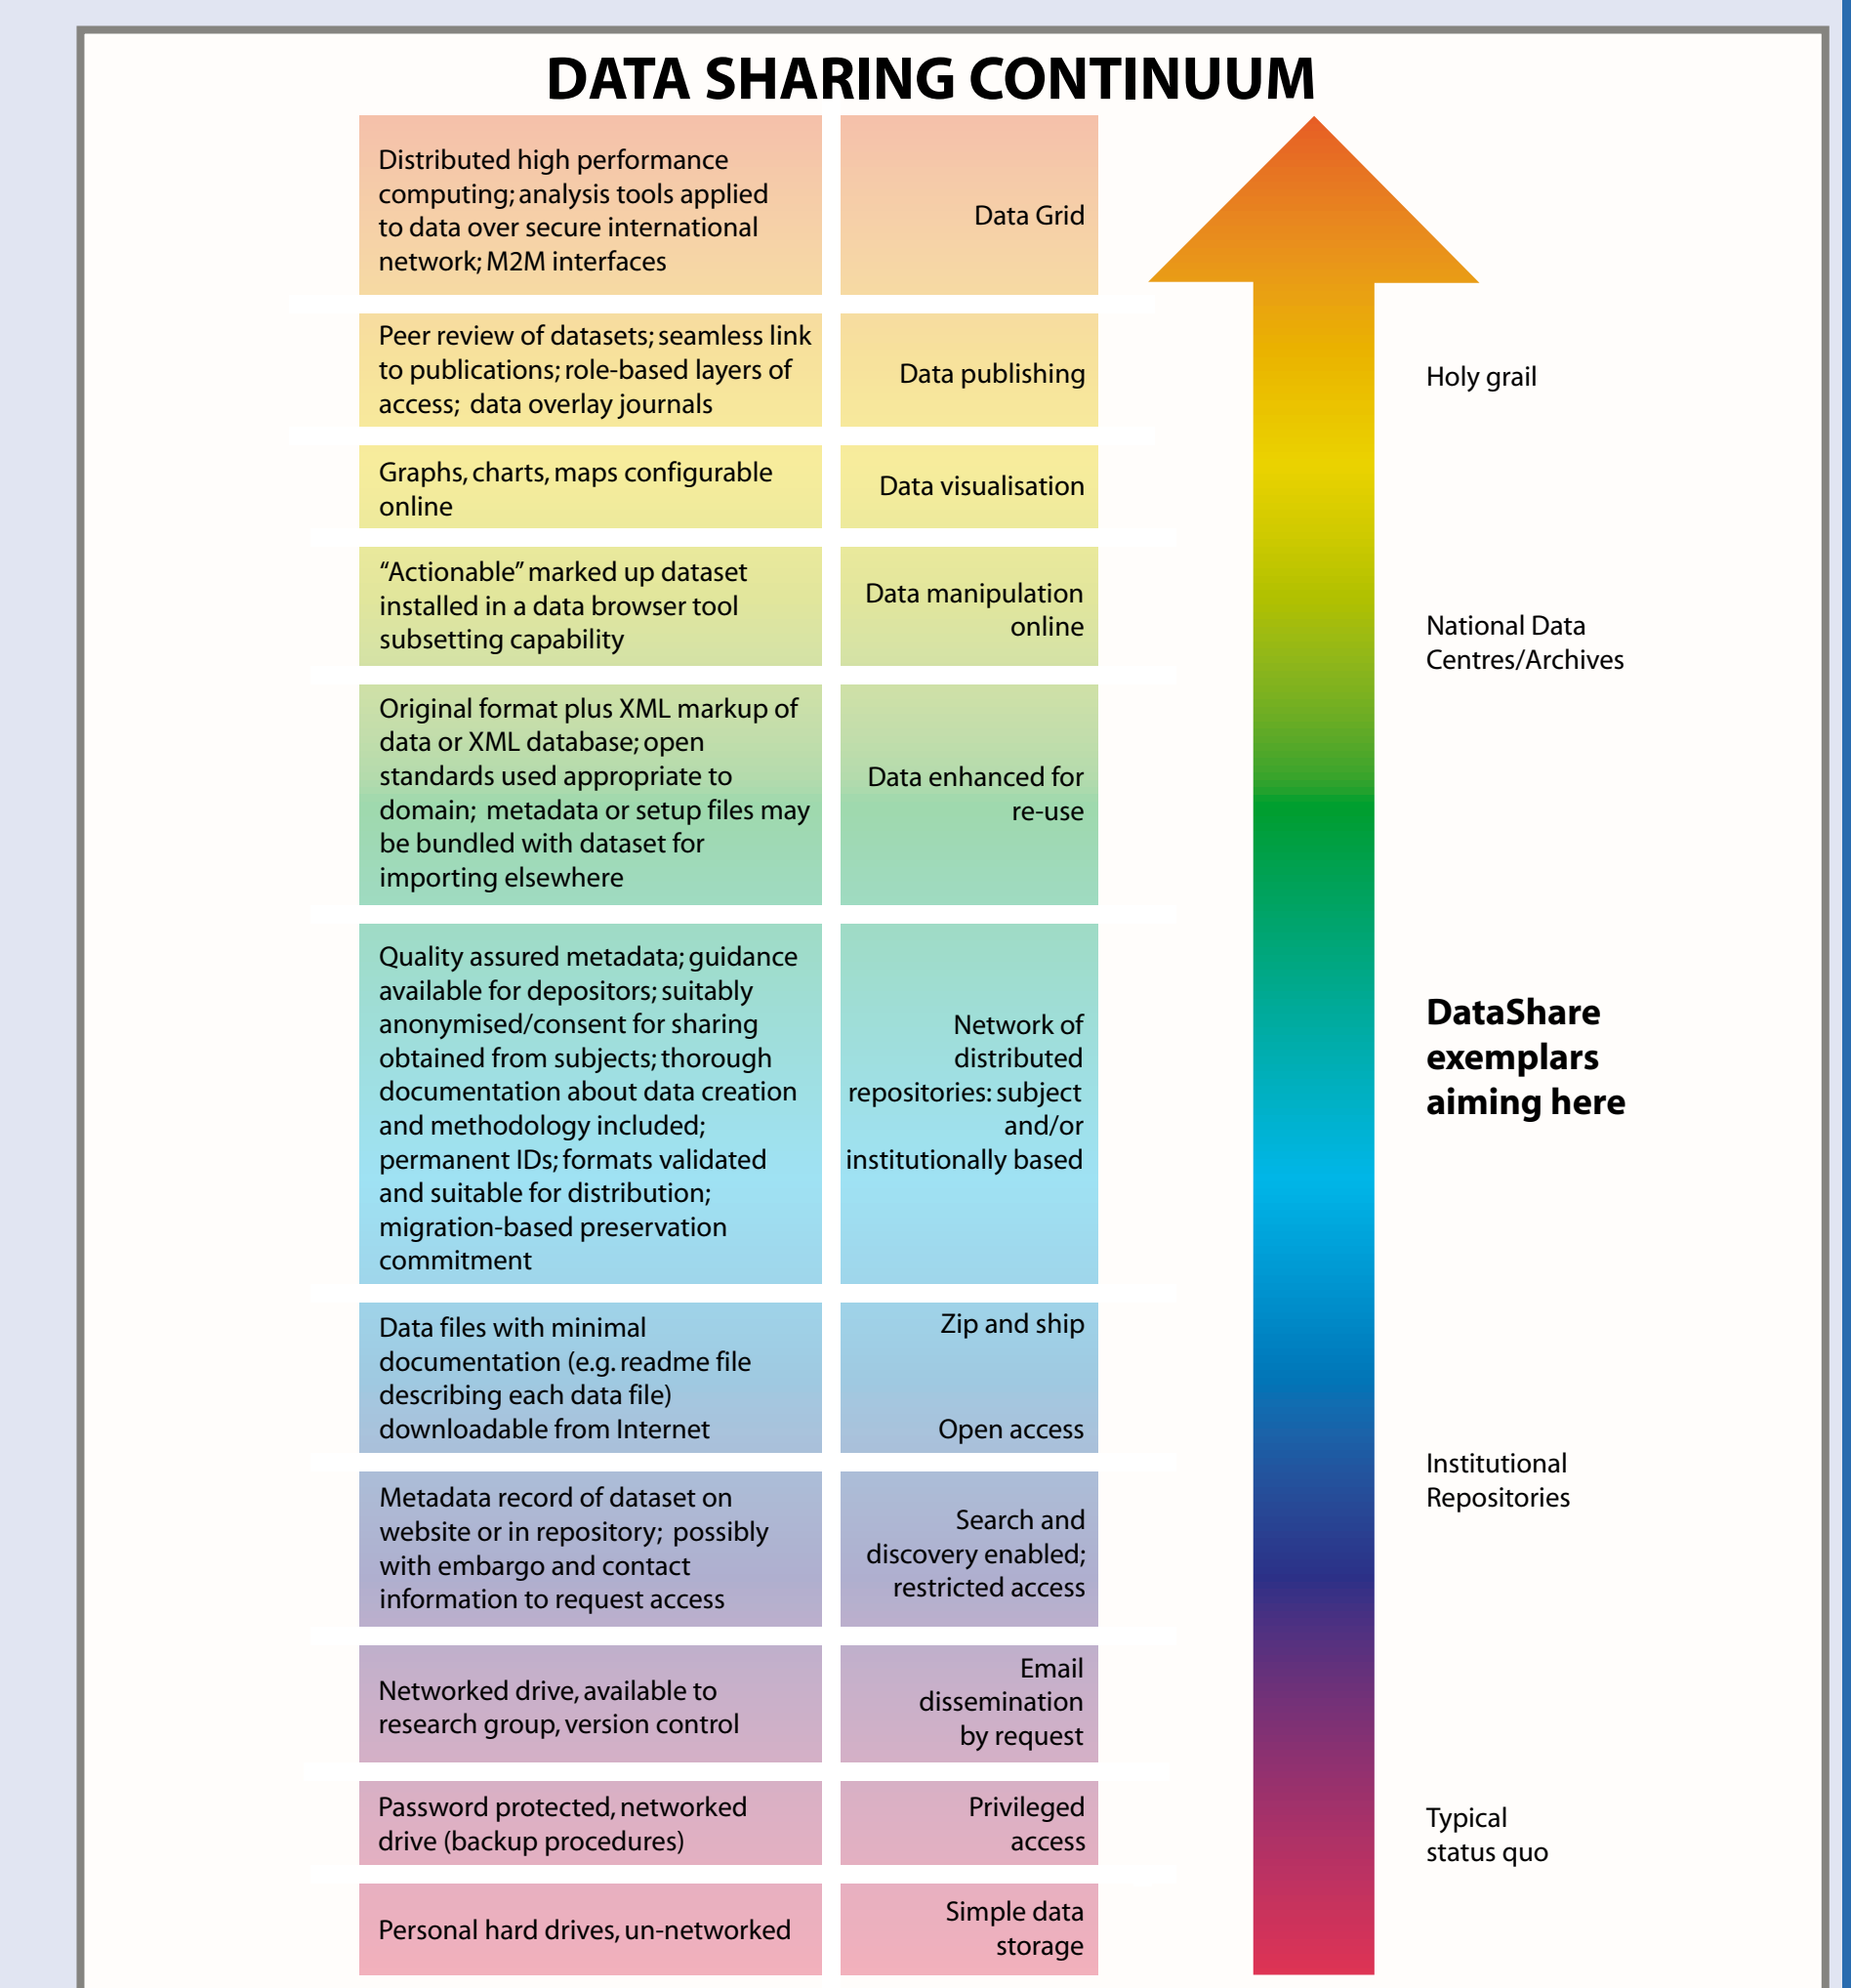 DATA SHARING CONTINUUM
Distributed high performance
computing; analysis tools applied
to data over secure international
network; M2M interfaces
Data Grid
Peer review of datasets; seamless link
to publications; role-based layers of
access; data overlay journals
Data publishing
Holy grail
Graphs, charts, maps configurable
online
Data visualisation
“Actionable” marked up dataset
installed in a data browser tool
subsetting capability
Data manipulation
online
National Data
Centres/Archives
Original format plus XML markup of
data or XML database; open
standards used appropriate to
domain; metadata or setup files may
be bundled with dataset for
importing elsewhere
Data enhanced for
re-use
Quality assured metadata; guidance
available for depositors; suitably
anonymised/consent for sharing
obtained from subjects; thorough
documentation about data creation
and methodology included;
permanent IDs; formats validated
and suitable for distribution;
migration-based preservation
commitment
Network of
distributed
repositories: subject
and/or
institutionally based
DataShare
exemplars
aiming here
Data files with minimal
documentation (e.g. readme file
describing each data file)
downloadable from Internet
Zip and ship
Open access
Institutional
Repositories
Metadata record of dataset on
website or in repository; possibly
with embargo and contact
information to request access
Search and
discovery enabled;
restricted access
Networked drive, available to
research group, version control
Email
dissemination
by request
Password protected, networked
drive (backup procedures)
Privileged
access
Typical
status quo
Personal hard drives, un-networked
Simple data
storage